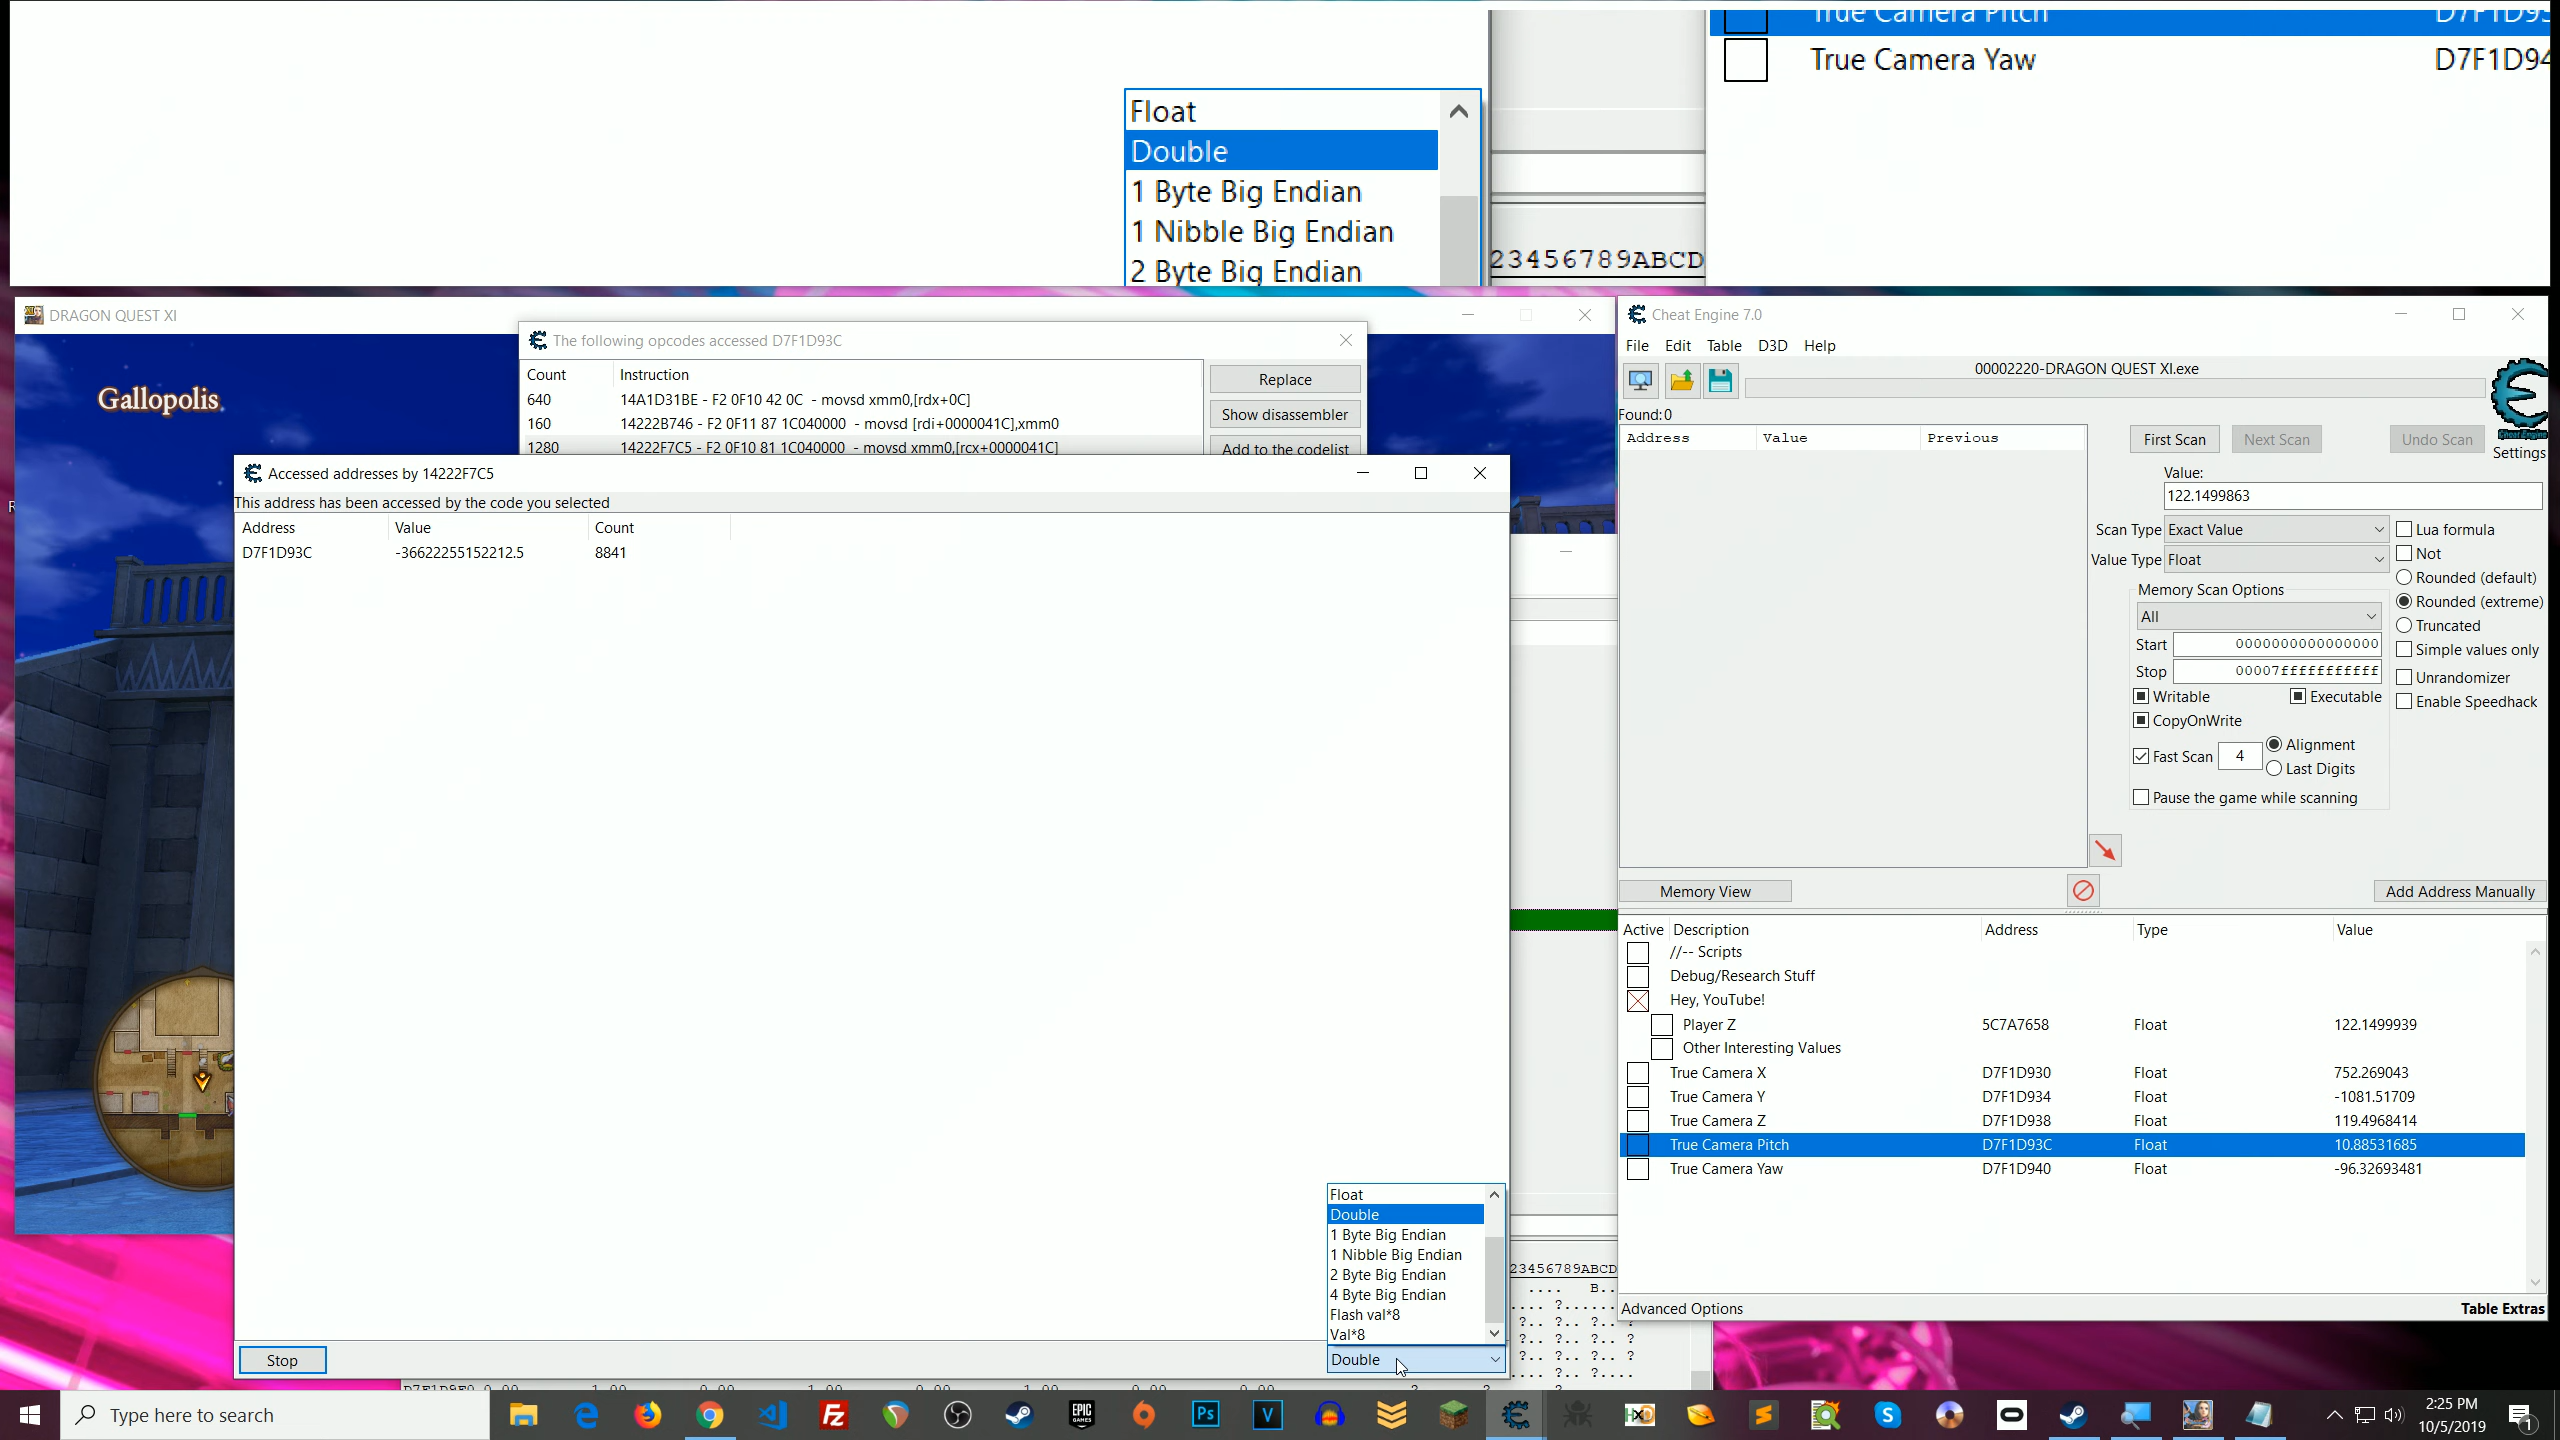 True Camera Pitch
True Camera Yaw D7F1D94
Float
Double
1 Byte Big Endian
1 Nibble Big Endian
2 Byte Big Endian
23456789ABCD
DRAGON QUEST XI
Gallopolis
The following opcodes accessed D7F1D93C
Count Instruction
640 14A1D31BE - F2 0F10 42 0C - movsd xmm0,[rdx+0C]
160 14222B746 - F2 0F11 87 1C040000 - movsd [rdi+0000041C],xmm0
1280 14222F7C5 - F2 0F10 81 1C040000 - movsd xmm0,[rcx+0000041C]
Replace
Show disassembler
Add to the codelist
Accessed addresses by 14222F7C5
This address has been accessed by the code you selected
Address Value Count
D7F1D93C -36622255152212.5 8841
Float
Double
1 Byte Big Endian
1 Nibble Big Endian
2 Byte Big Endian
4 Byte Big Endian
Flash val*8
Val*8
Double
Stop
23456789ABCD
Cheat Engine 7.0
File Edit Table D3D Help
00002220-DRAGON QUEST XI.exe
Found:0
Address Value Previous
First Scan Next Scan Undo Scan
Cheat Engine
Settings
Value:
122.1499863
Scan Type Exact Value
Value Type Float
Lua formula
Not
Rounded (default)
Rounded (extreme)
Truncated
Simple values only
Unrandomizer
Enable Speedhack
Memory Scan Options
All
Start 0000000000000000
Stop 00007fffffffffff
Writable Executable
CopyOnWrite
Fast Scan 4 Alignment
Last Digits
Pause the game while scanning
Memory View Add Address Manually
Active Description Address Type Value
//-- Scripts
Debug/Research Stuff
Hey, YouTube!
Player Z 5C7A7658 Float 122.1499939
Other Interesting Values
True Camera X D7F1D930 Float 752.269043
True Camera Y D7F1D934 Float -1081.51709
True Camera Z D7F1D938 Float 119.4968414
True Camera Pitch D7F1D93C Float 10.88531685
True Camera Yaw D7F1D940 Float -96.32693481
Advanced Options Table Extras
Type here to search
2:25 PM
10/5/2019